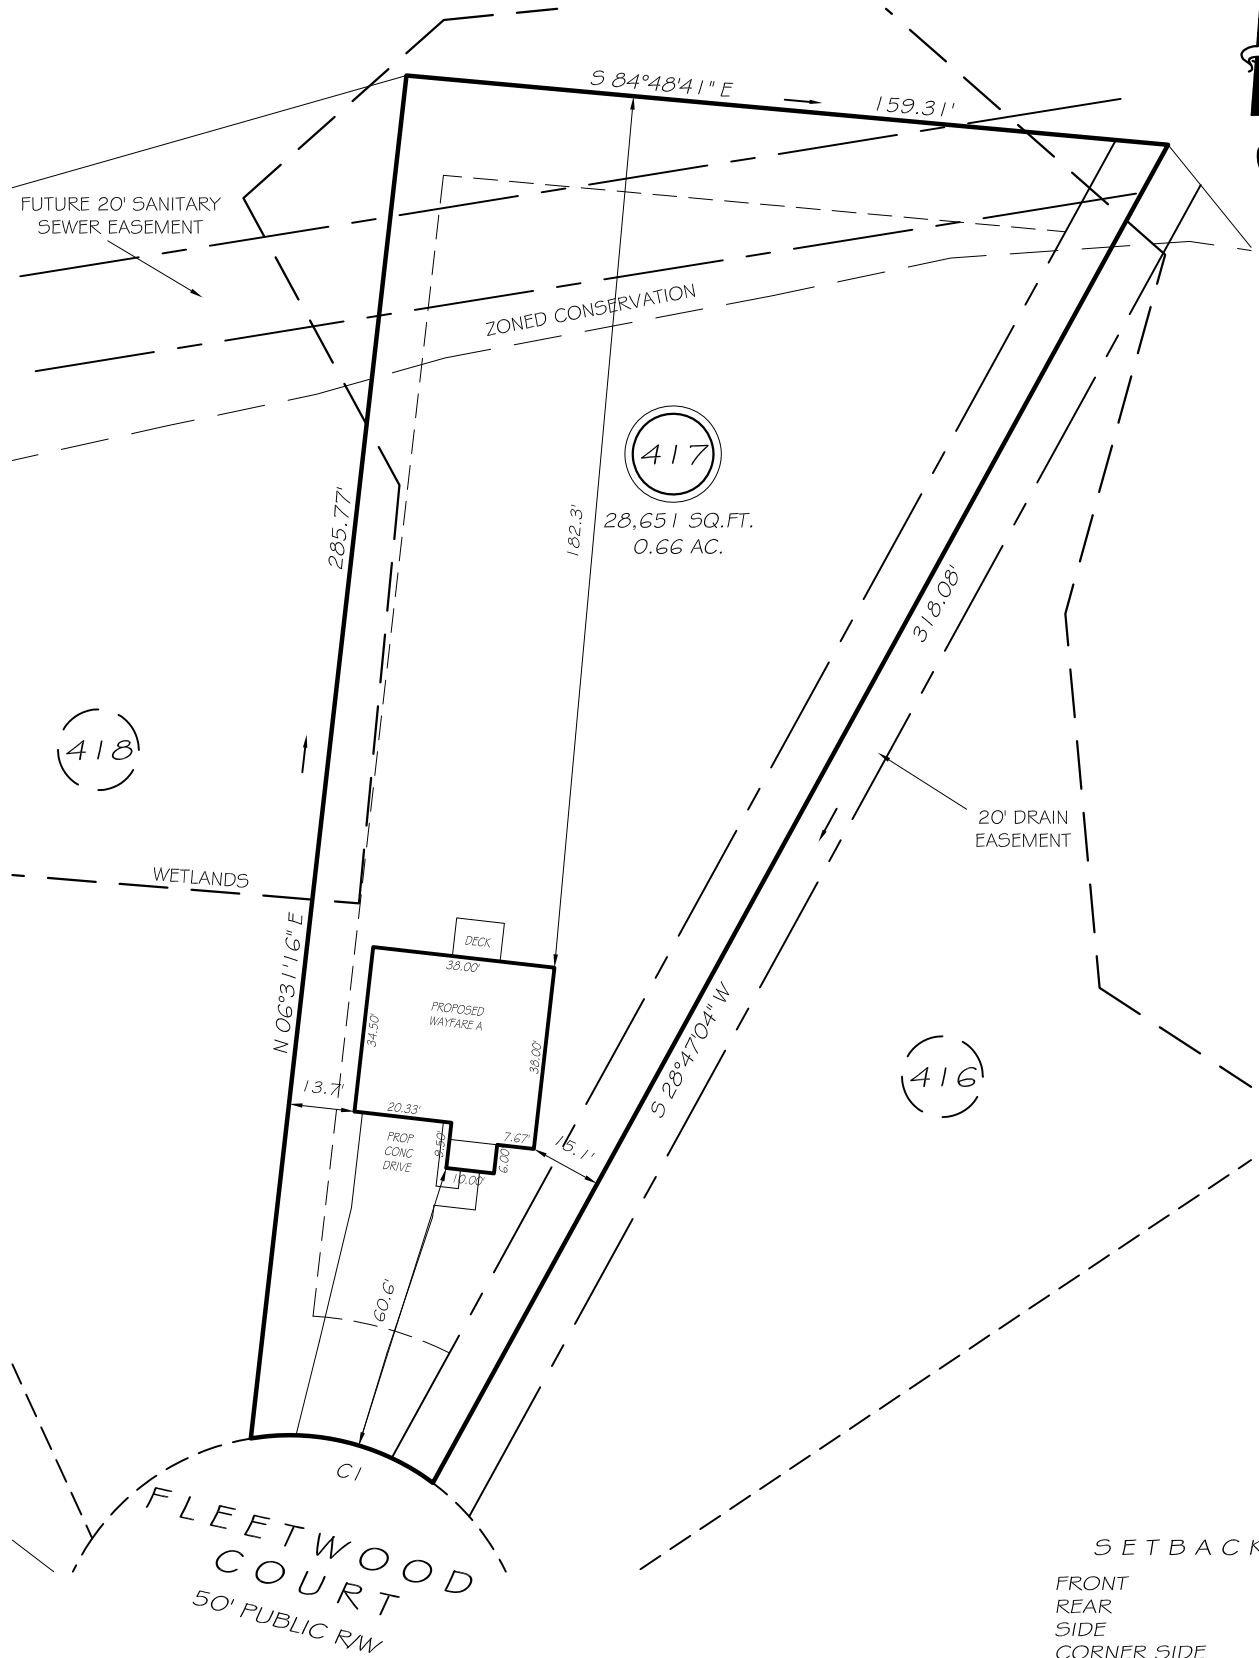 S 84°48'41" E
159.31'
FUTURE 20' SANITARY
SEWER EASEMENT
ZONED CONSERVATION
417
28,651 SQ.FT.
0.66 AC.
285.77'
182.3'
318.08'
418
20' DRAIN
EASEMENT
WETLANDS
N 06°31'16" E
DECK
38.00'
PROPOSED
WAYFARE A
34.50'
38.00'
S 28°47'04" W
416
13.7'
20.33'
PROP
CONC
DRIVE
9.50'
7.67'
6.00'
10.00'
15.1'
60.6'
C1
FLEETWOOD
COURT
50' PUBLIC R/W
SETBACK
FRONT
REAR
SIDE
CORNER SIDE